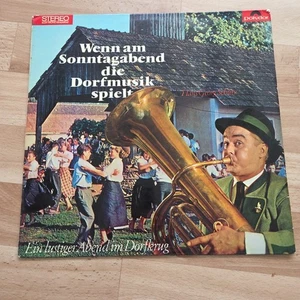 STEREO
Polydor
Wenn am
Sonntagabend
die
Dorfmusik
spielt
Ein lustiger Abend im Dorfkrug